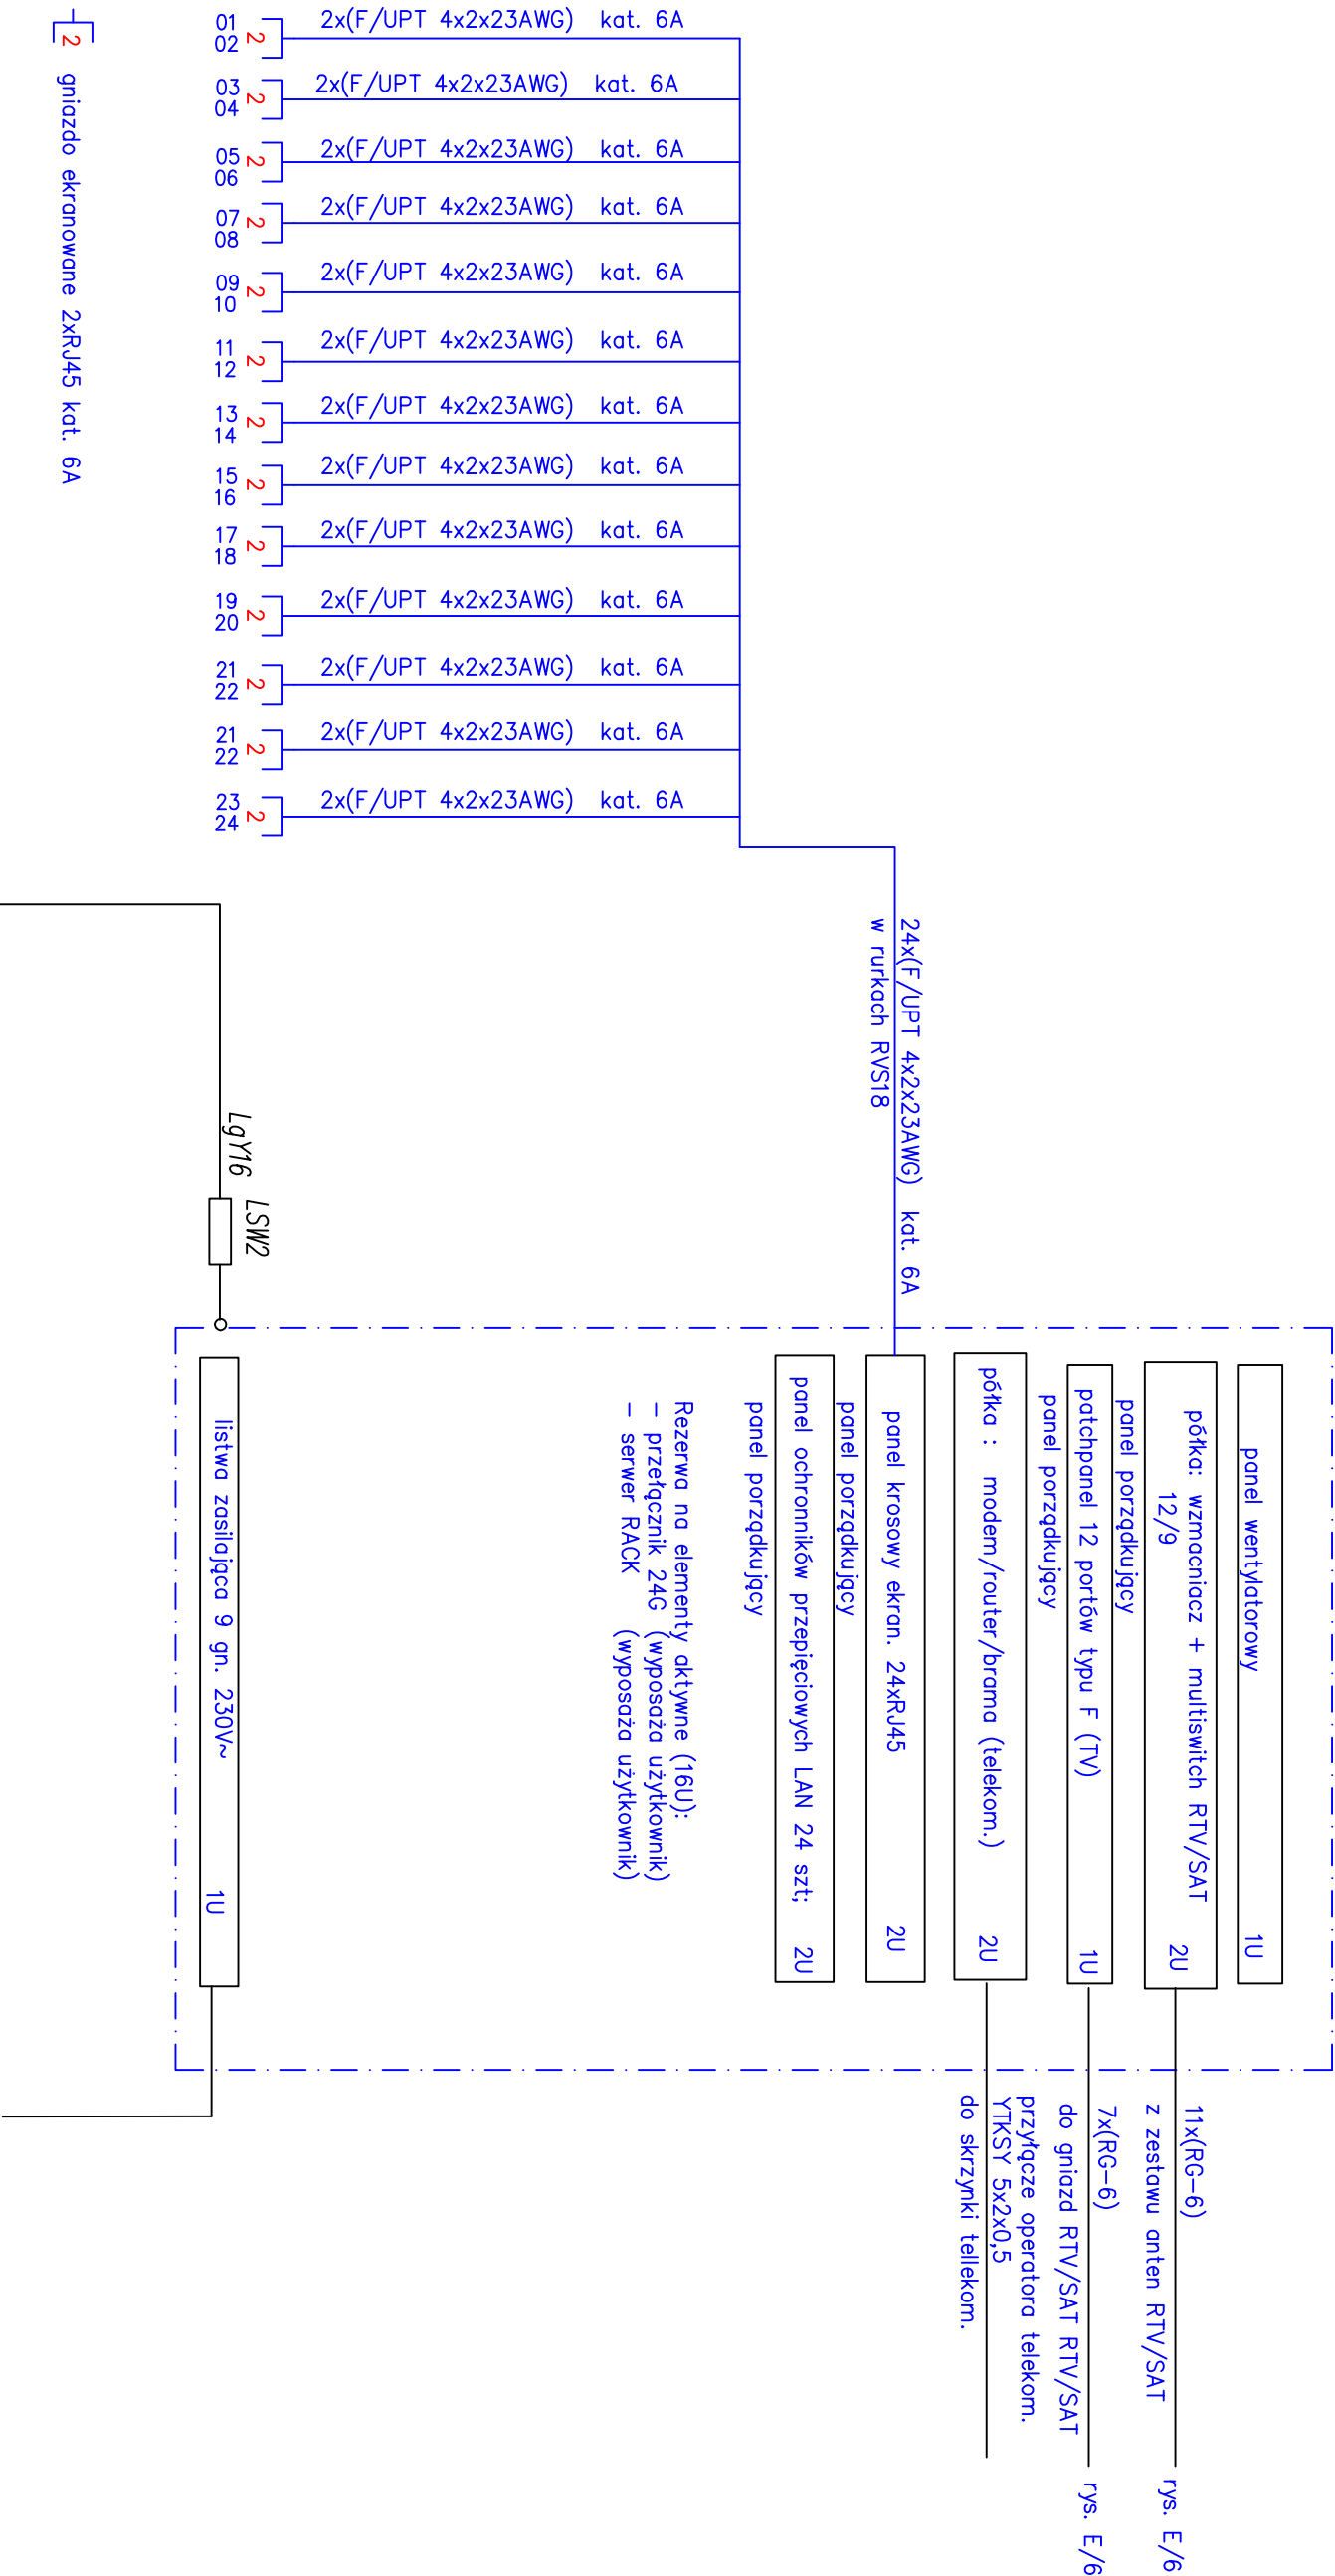 01
02
2
2x(F/UPT 4x2x23AWG) kat. 6A
03
04
2
2x(F/UPT 4x2x23AWG) kat. 6A
05
06
2
2x(F/UPT 4x2x23AWG) kat. 6A
07
08
2
2x(F/UPT 4x2x23AWG) kat. 6A
09
10
2
2x(F/UPT 4x2x23AWG) kat. 6A
11
12
2
2x(F/UPT 4x2x23AWG) kat. 6A
13
14
2
2x(F/UPT 4x2x23AWG) kat. 6A
15
16
2
2x(F/UPT 4x2x23AWG) kat. 6A
17
18
2
2x(F/UPT 4x2x23AWG) kat. 6A
19
20
2
2x(F/UPT 4x2x23AWG) kat. 6A
21
22
2
2x(F/UPT 4x2x23AWG) kat. 6A
21
22
2
2x(F/UPT 4x2x23AWG) kat. 6A
23
24
2
2x(F/UPT 4x2x23AWG) kat. 6A
2 gniazdo ekranowane 2xRJ45 kat. 6A
24x(F/UPT 4x2x23AWG) kat. 6A
w rurkach RVS18
LgY16 LSW2
panel wentylatorowy 1U
półka: wzmacniacz + multiswitch RTV/SAT 2U
12/9
panel porządkujący
patchpanel 12 portów typu F (TV) 1U
panel porządkujący
półka : modem/router/brama (telekom.) 2U
panel krosowy ekran. 24xRJ45 2U
panel porządkujący
panel ochronników przepięciowych LAN 24 szt; 2U
panel porządkujący
Rezerwa na elementy aktywne (16U):
– przełącznik 24G (wyposaża użytkownik)
– serwer RACK (wyposaża użytkownik)
listwa zasilająca 9 gn. 230V~ 1U
11x(RG–6)
z zestawu anten RTV/SAT
rys. E/6
7x(RG–6)
do gniazd RTV/SAT RTV/SAT
rys. E/6
przyłącze operatora telekom.
YTKSY 5x2x0,5
do skrzynki tellekom.